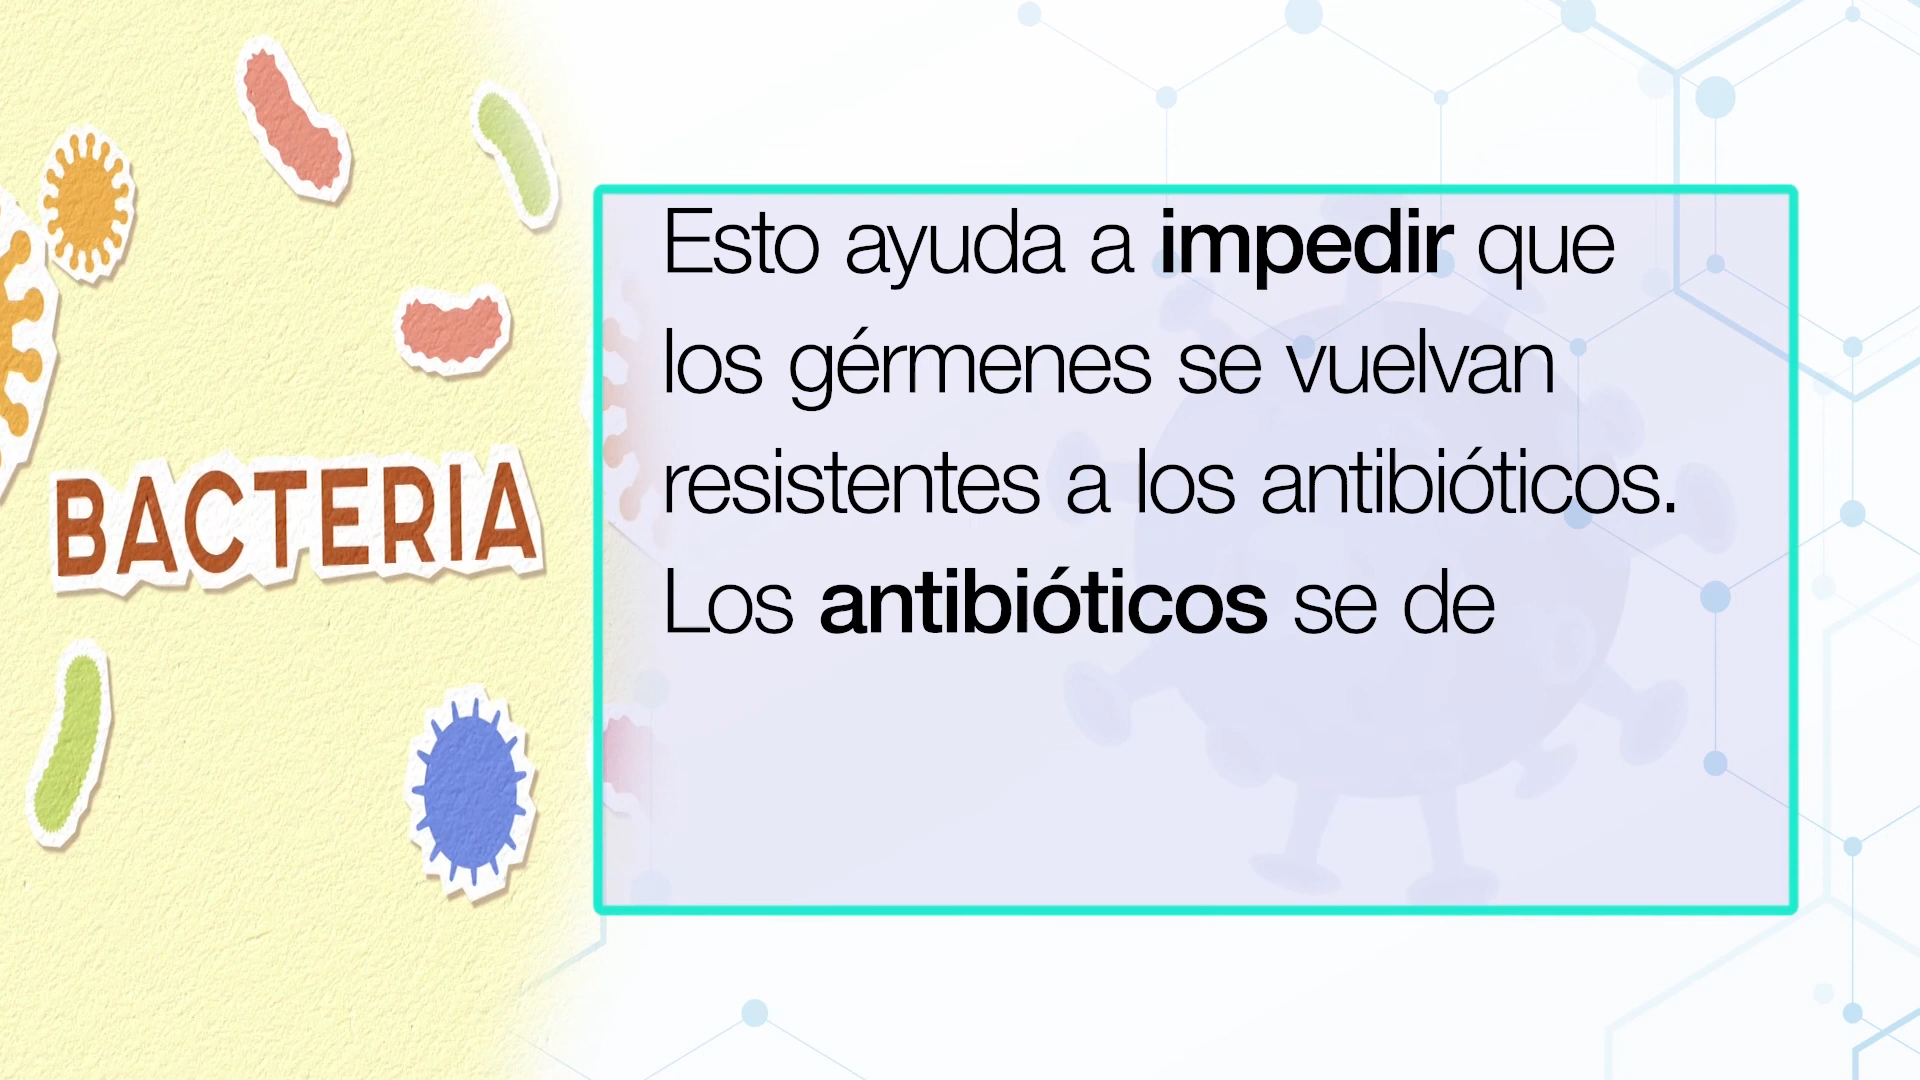 BACTERIA
Esto ayuda a impedir que
los gérmenes se vuelvan
resistentes a los antibióticos.
Los antibióticos se de